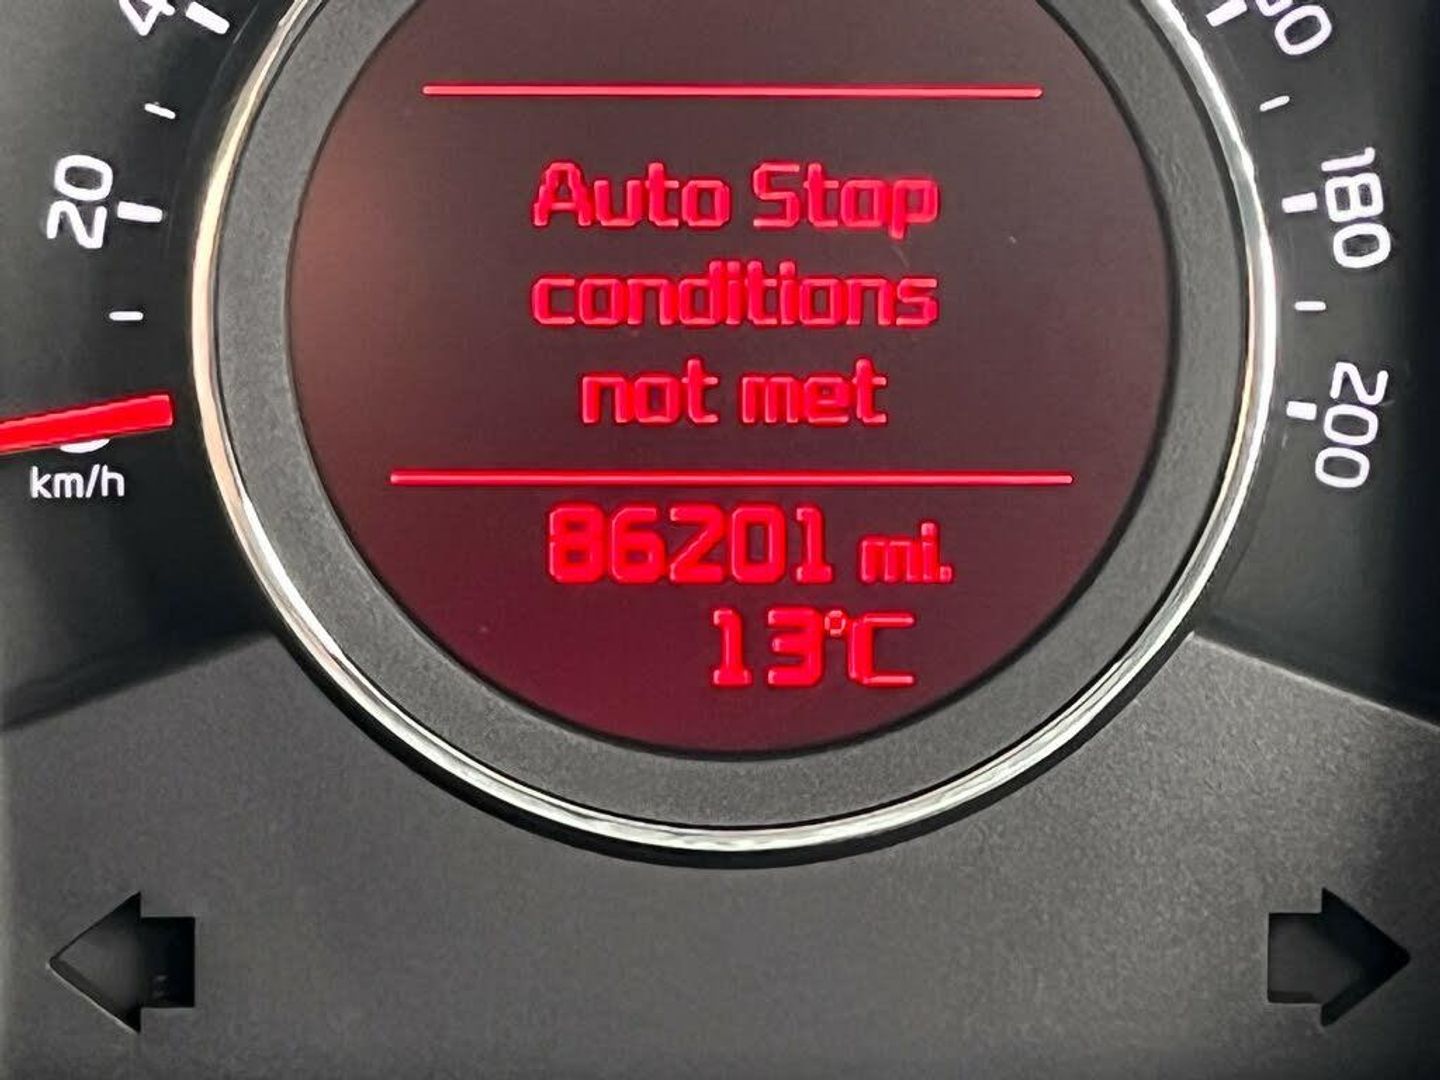 Auto Stop
conditions
not met
86201 mi.
13°C
20
km/h
180
200